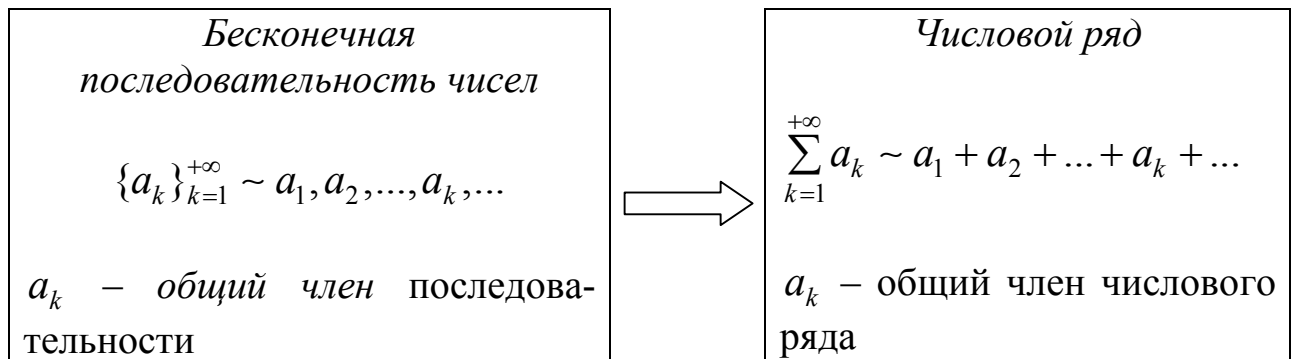 Бесконечная
последовательность чисел
{a_k}_{k=1}^{+∞} ~ a_1, a_2,..., a_k,...
a_k – общий член последова-
тельности
Числовой ряд
∑_{k=1}^{+∞} a_k ~ a_1 + a_2 + ... + a_k + ...
a_k – общий член числового
ряда